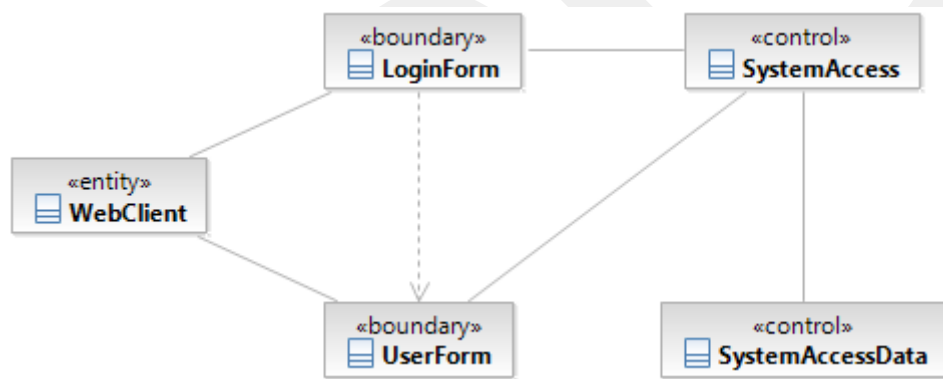 «boundary»
LoginForm
«control»
SystemAccess
«entity»
WebClient
«boundary»
UserForm
«control»
SystemAccessData